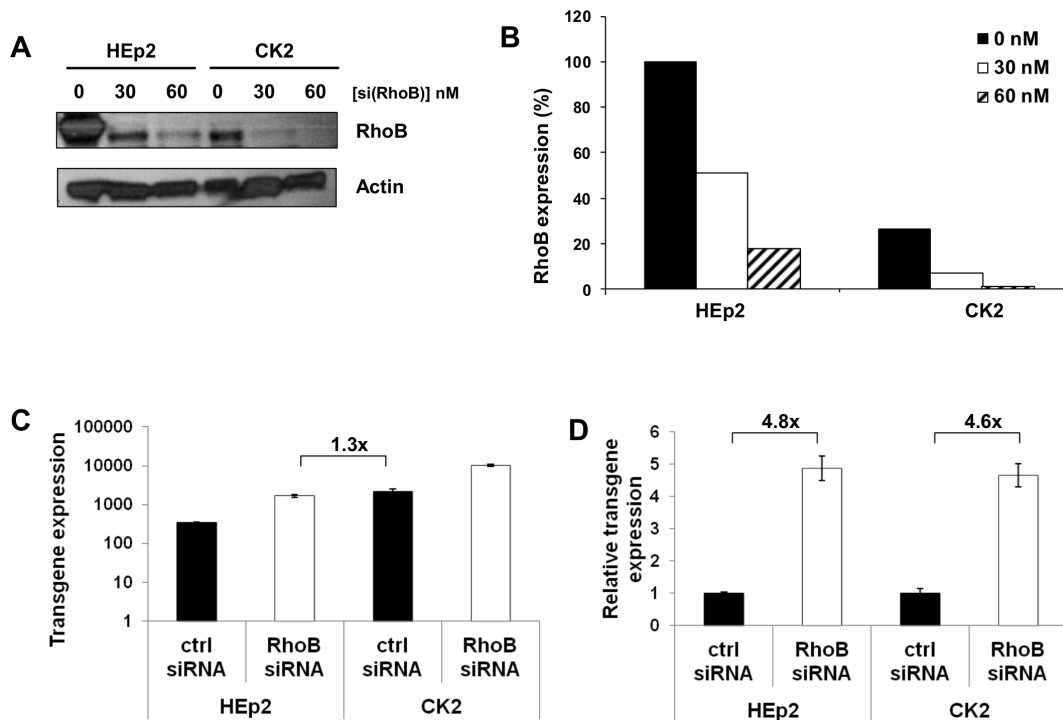 A
HEp2 CK2
0 30 60 0 30 60 [si(RhoB)] nM
RhoB
Actin
B
RhoB expression (%)
120
100
80
60
40
20
0
0 nM
30 nM
60 nM
HEp2 CK2
C
Transgene expression
100000
10000
1000
100
10
1
1.3x
ctrl siRNA
RhoB siRNA
ctrl siRNA
RhoB siRNA
HEp2 CK2
D
Relative transgene
expression
6
5
4
3
2
1
0
4.8x 4.6x
ctrl siRNA
RhoB siRNA
ctrl siRNA
RhoB siRNA
HEp2 CK2